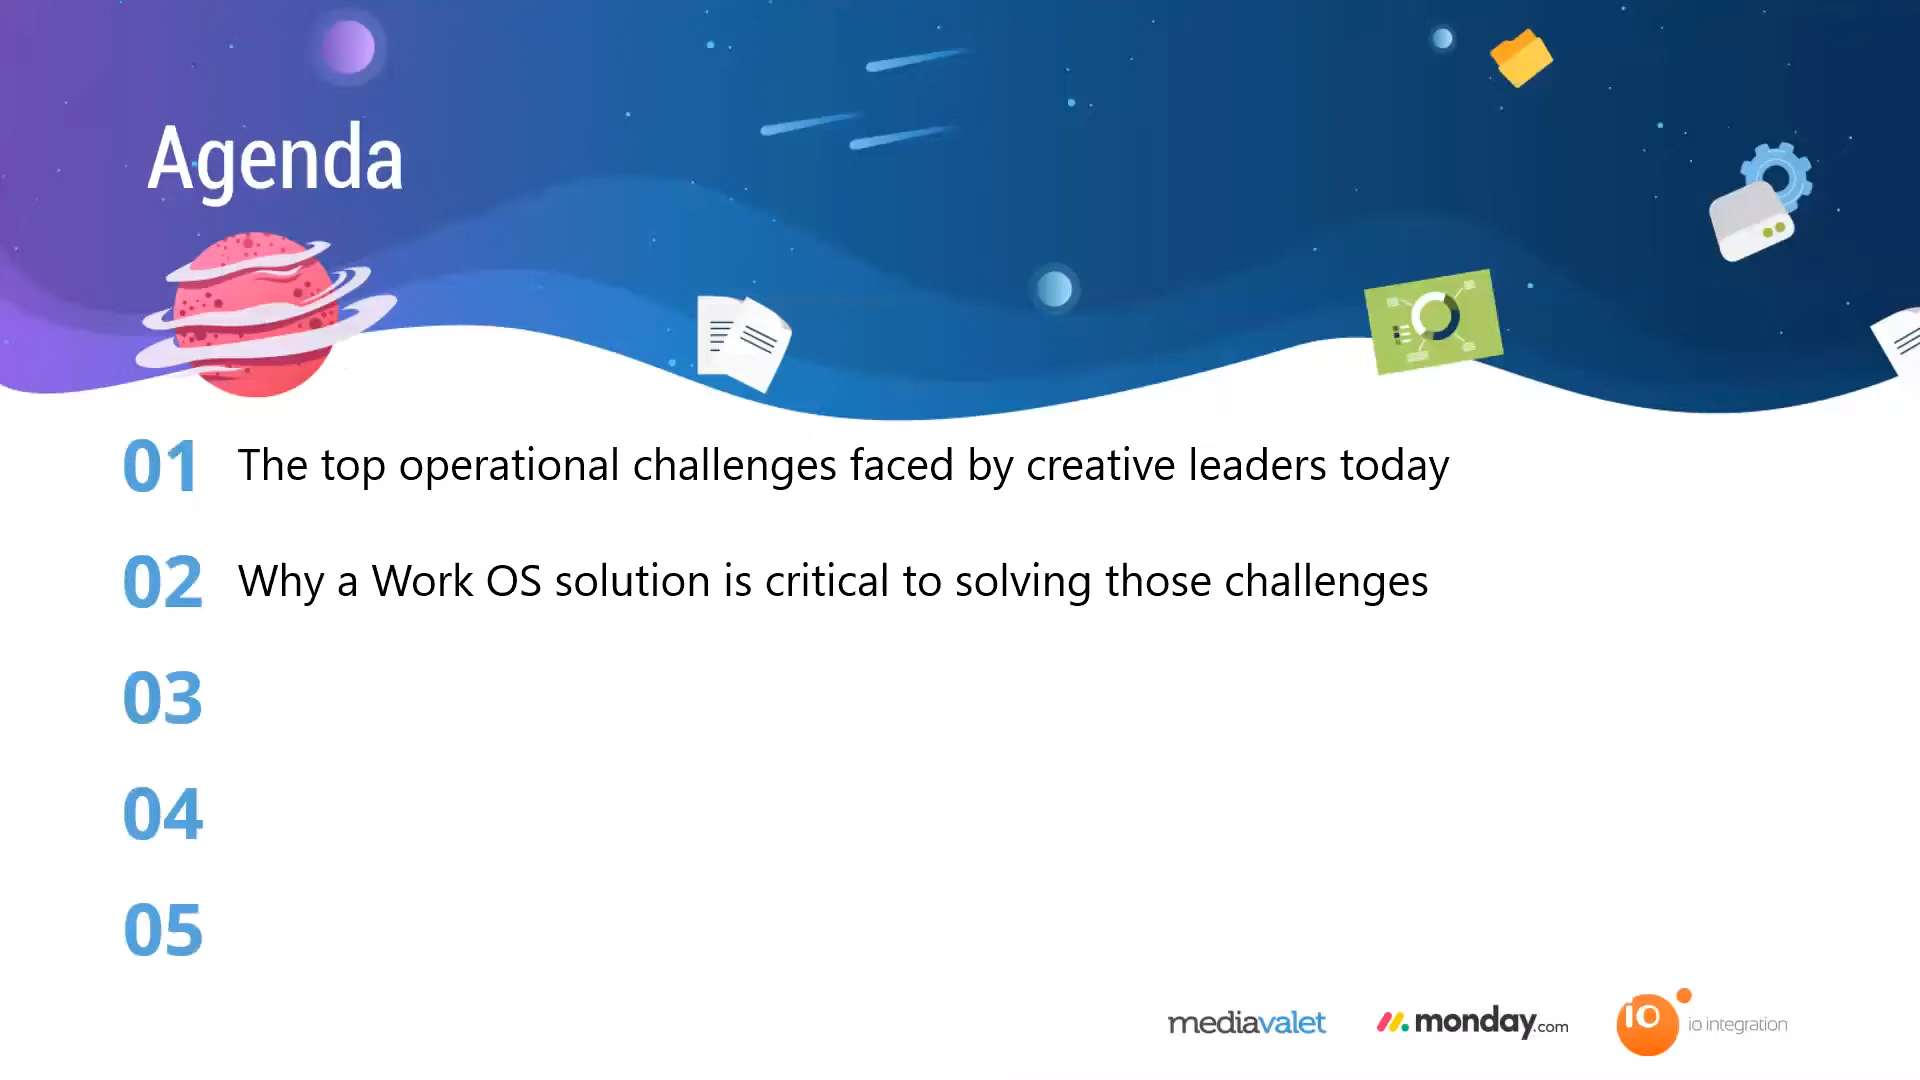 Agenda
01 The top operational challenges faced by creative leaders today
02 Why a Work OS solution is critical to solving those challenges
03
04
05
mediavalet monday.com iO io integration